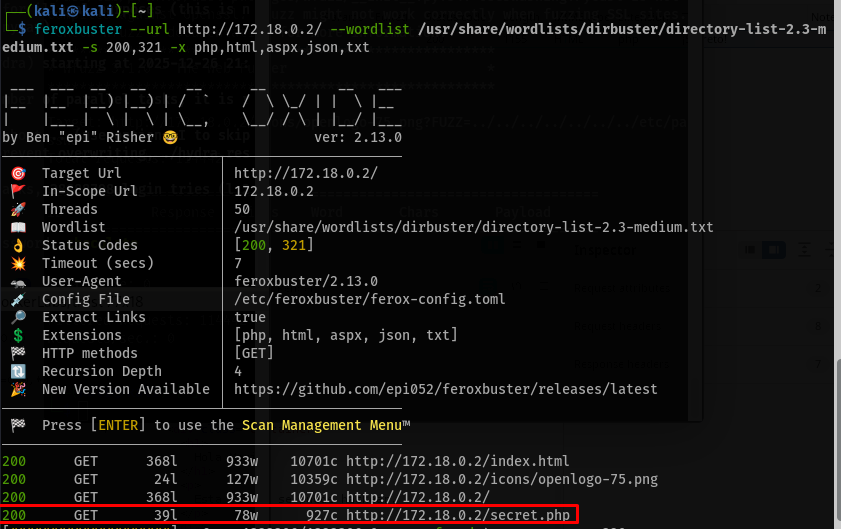 ┌──(kali㉿kali)-[~]
└─$ feroxbuster --url http://172.18.0.2/ --wordlist /usr/share/wordlists/dirbuster/directory-list-2.3-m
edium.txt -s 200,321 -x php,html,aspx,json,txt
FERRIC OXIDE
by Ben "epi" Risher 🤓 ver: 2.13.0
🎯 Target Url │ http://172.18.0.2/
🚩 In-Scope Url │ 172.18.0.2
🚀 Threads │ 50
📖 Wordlist │ /usr/share/wordlists/dirbuster/directory-list-2.3-medium.txt
👌 Status Codes │ [200, 321]
💥 Timeout (secs) │ 7
🦡 User-Agent │ feroxbuster/2.13.0
💉 Config File │ /etc/feroxbuster/ferox-config.toml
🔎 Extract Links │ true
💲 Extensions │ [php, html, aspx, json, txt]
🏁 HTTP methods │ [GET]
🔃 Recursion Depth │ 4
🎉 New Version Available │ https://github.com/epi052/feroxbuster/releases/latest
🏁 Press [ENTER] to use the Scan Management Menu™
200 GET 368l 933w 10701c http://172.18.0.2/index.html
200 GET 24l 127w 10359c http://172.18.0.2/icons/openlogo-75.png
200 GET 368l 933w 10701c http://172.18.0.2/
200 GET 39l 78w 927c http://172.18.0.2/secret.php